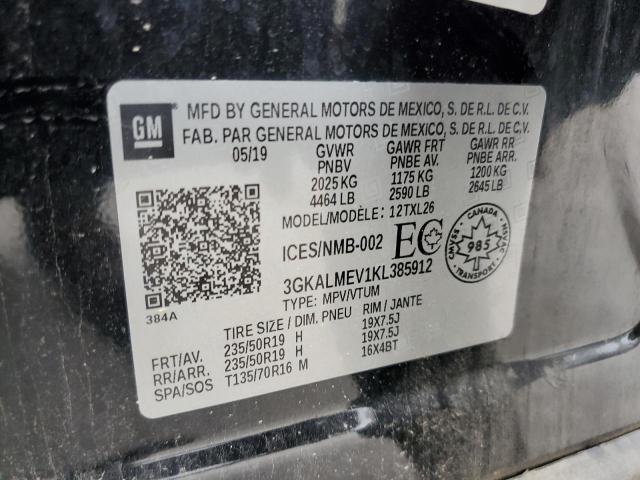 GM
MFD BY GENERAL MOTORS DE MEXICO, S. DE R.L. DE C.V.
FAB. PAR GENERAL MOTORS DE MEXICO, S. DE R.L. DE C.V.
05/19 GVWR GAWR FRT GAWR RR
PNBV PNBE AV. PNBE ARR.
2025 KG 1175 KG 1200 KG
4464 LB 2590 LB 2645 LB
MODEL/MODÈLE: 12TXL26
ICES/NMB-002 EC
CANADA
CMVSS 985 NSVAC
TRANSPORT
3GKALMEV1KL385912
TYPE: MPV/VTUM
384A
TIRE SIZE / DIM. PNEU RIM / JANTE
FRT/AV. 235/50R19 H 19X7.5J
RR/ARR. 235/50R19 H 19X7.5J
SPA/SOS T135/70R16 M 16X4BT